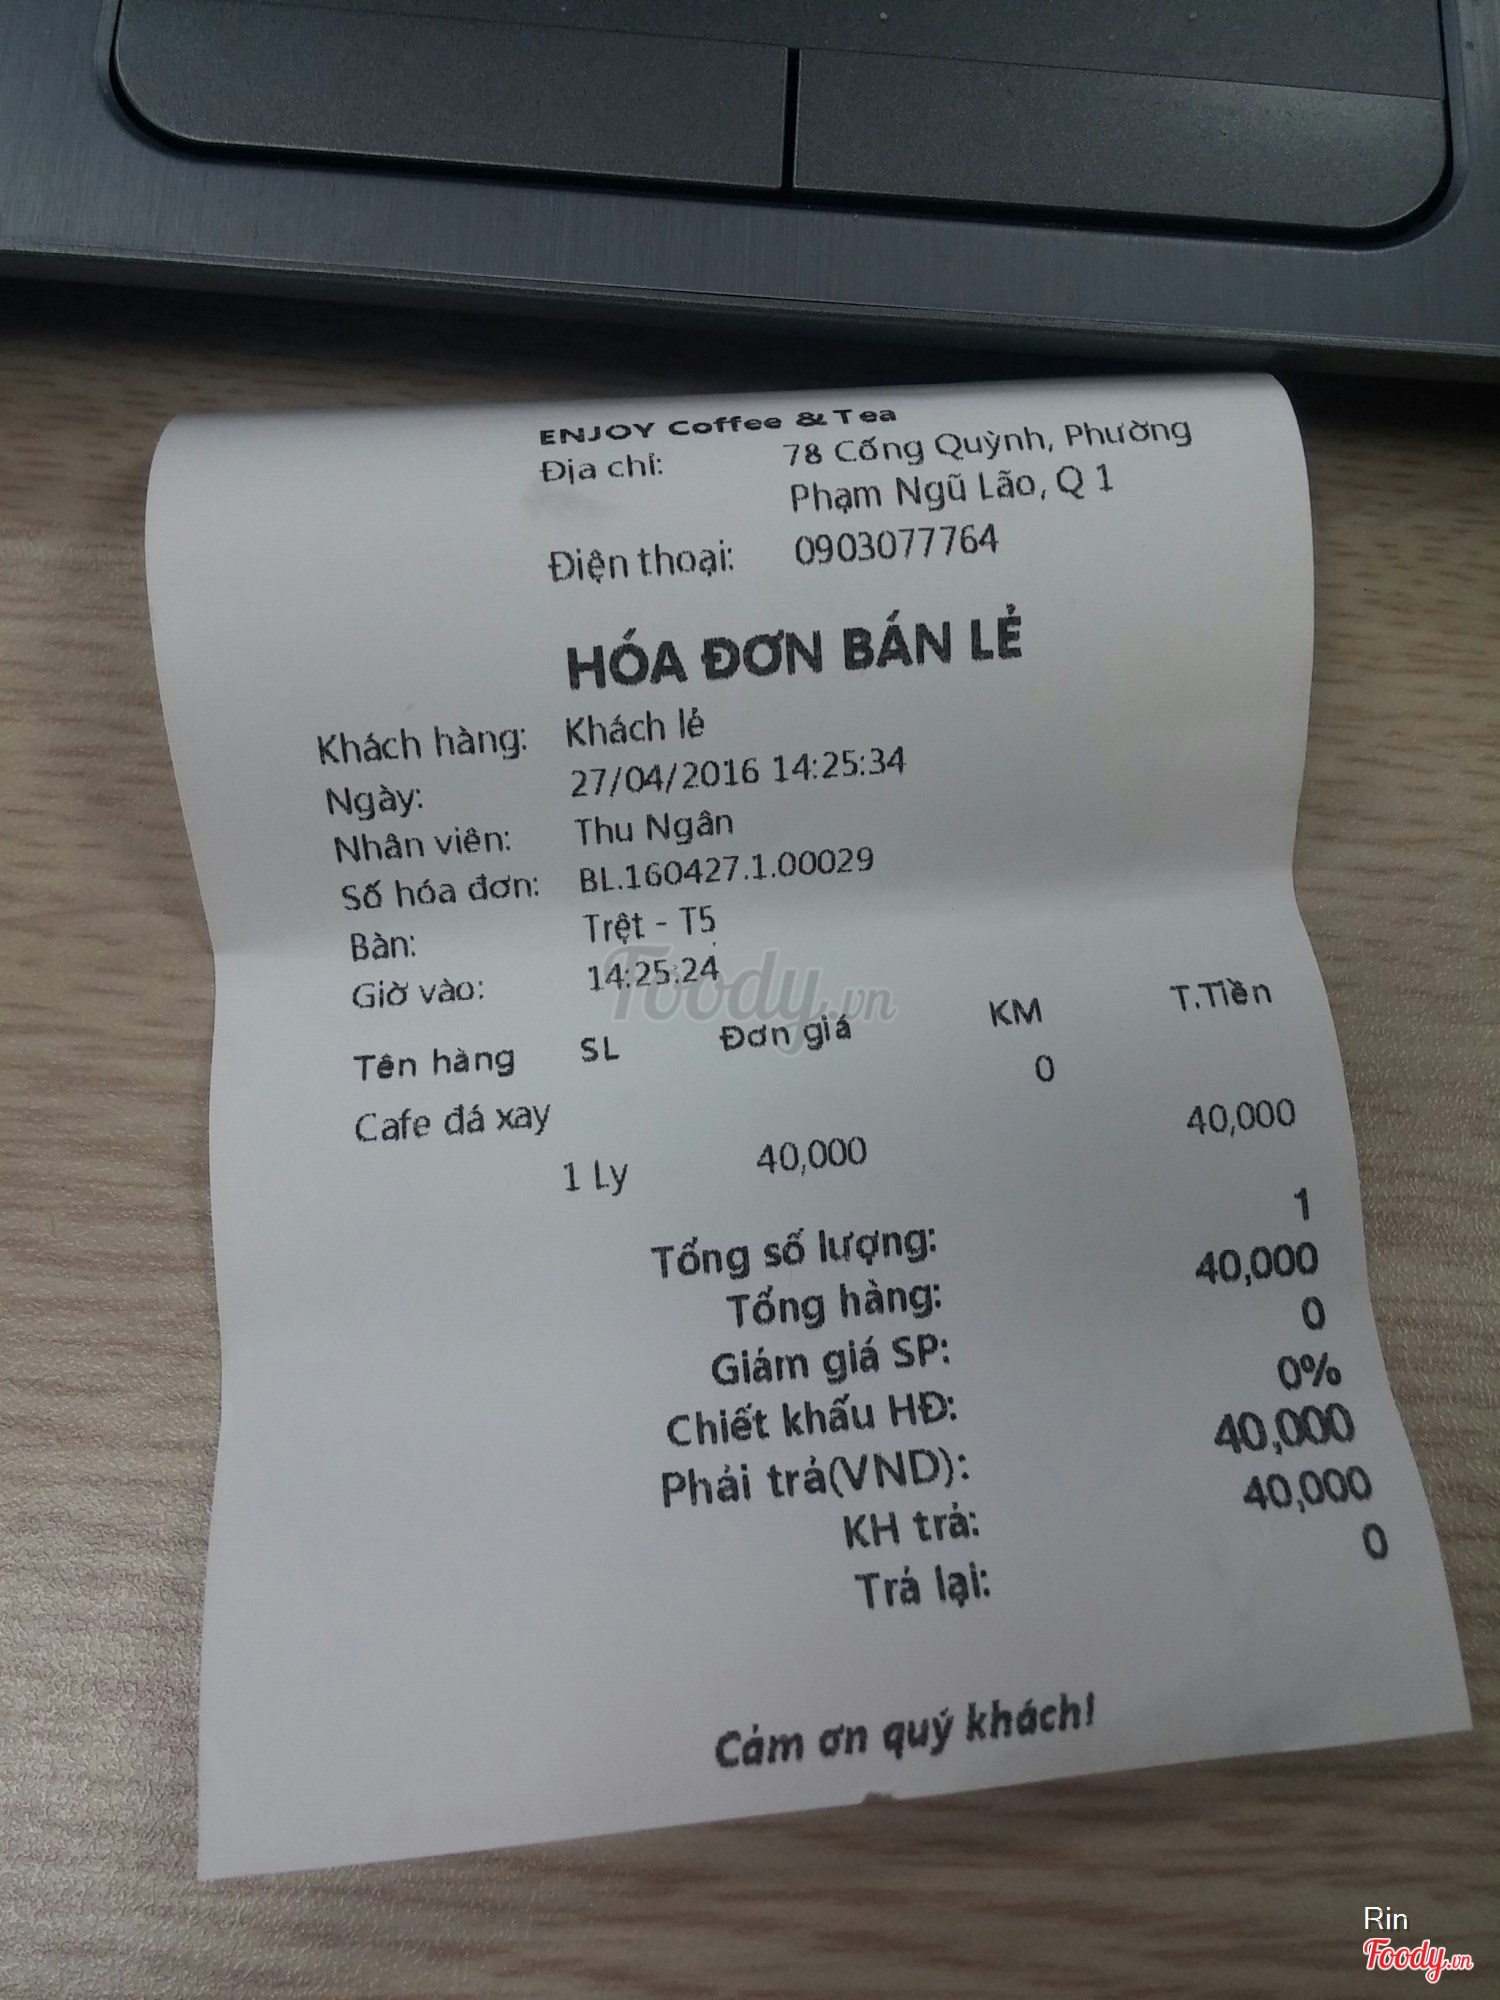 ENJOY Coffee & Tea
Địa chỉ: 78 Cống Quỳnh, Phường
Phạm Ngũ Lão, Q 1
Điện thoại: 0903077764
HÓA ĐƠN BÁN LẺ
Khách hàng: Khách lẻ
Ngày: 27/04/2016 14:25:34
Nhân viên: Thu Ngân
Số hóa đơn: BL.160427.1.00029
Bàn: Trệt - T5
Giờ vào: 14:25:24
Foody.vn
Tên hàng SL Đơn giá KM T.Tiền
Cafe đá xay 0
1 Ly 40,000 40,000
Tổng số lượng: 1
Tổng hàng: 40,000
Giảm giá SP: 0
Chiết khấu HĐ: 0%
Phải trả(VND): 40,000
KH trả: 40,000
Trả lại: 0
Cảm ơn quý khách!
Rin
Foody.vn